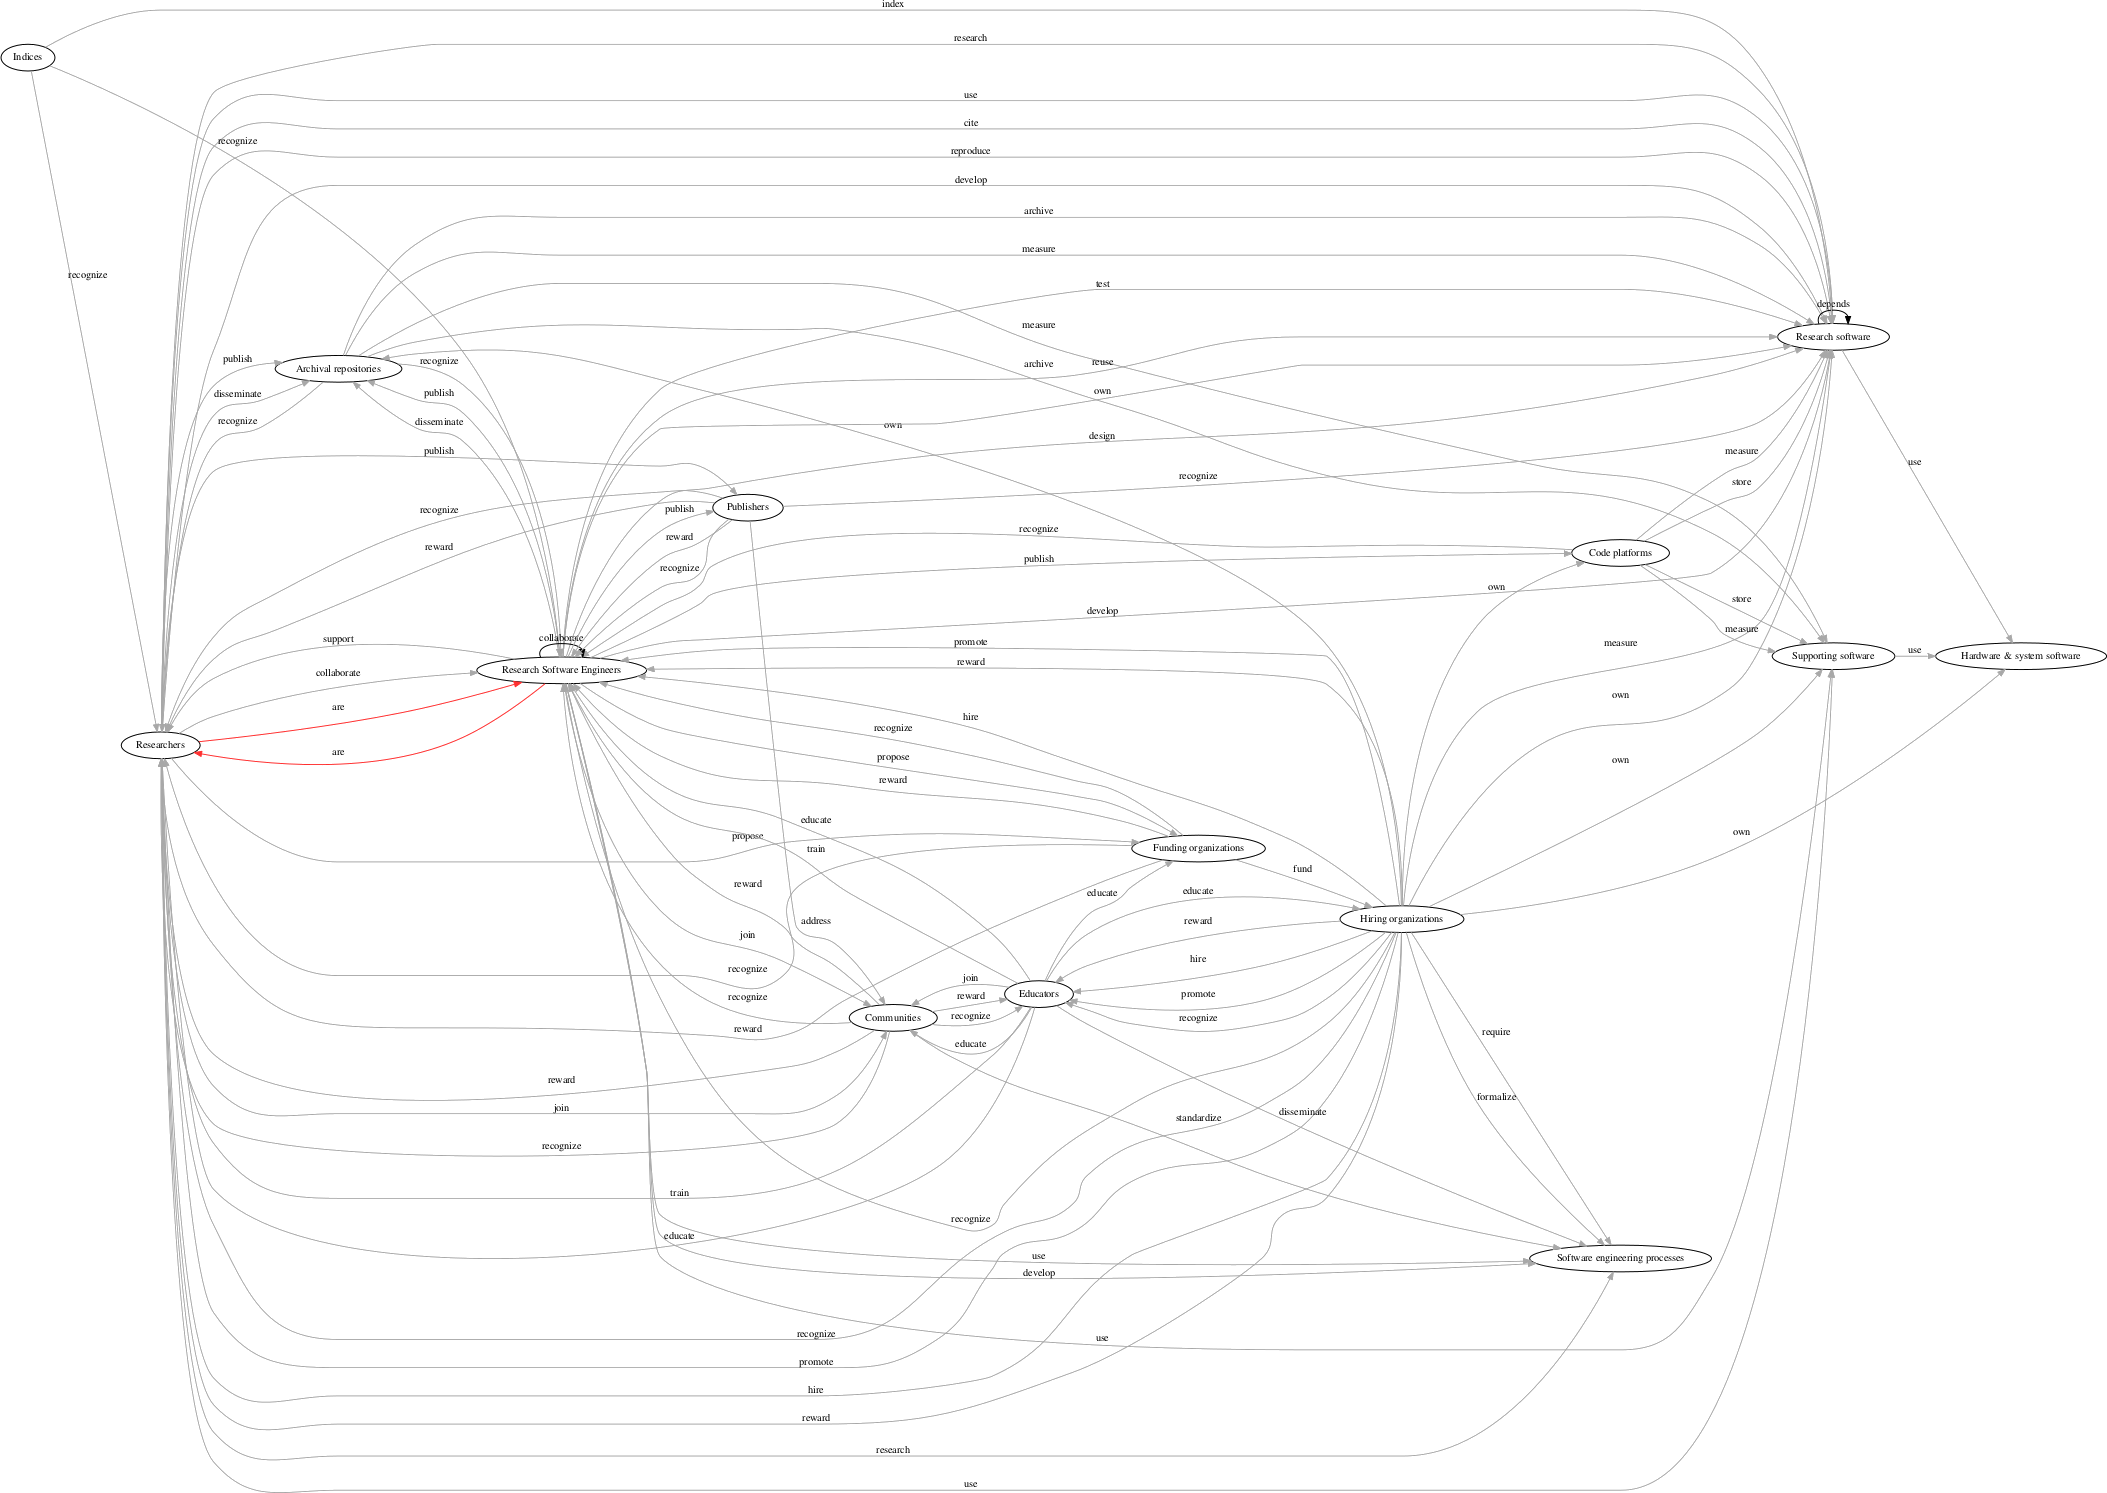 index
research
Indices
use
cite
recognize
reproduce
develop
archive
measure
recognize
test
depends
measure
Research software
publish
recognize
reuse
archive
Archival repositories
disseminate
publish
own
recognize
disseminate
own
design
publish
measure
use
recognize
store
recognize
publish
Publishers
recognize
reward
reward
Code platforms
publish
recognize
own
store
develop
measure
support
collaborate
promote
measure
use
Supporting software
Hardware & system software
reward
Research Software Engineers
collaborate
own
are
hire
recognize
Researchers
are
propose
own
reward
educate
own
propose
train
Funding organizations
fund
reward
educate
educate
address
reward
Hiring organizations
join
hire
recognize
join
recognize
reward
Educators
promote
Communities
recognize
recognize
reward
require
educate
reward
formalize
join
disseminate
standardize
recognize
train
recognize
educate
use
Software engineering processes
develop
recognize
use
promote
hire
reward
research
use